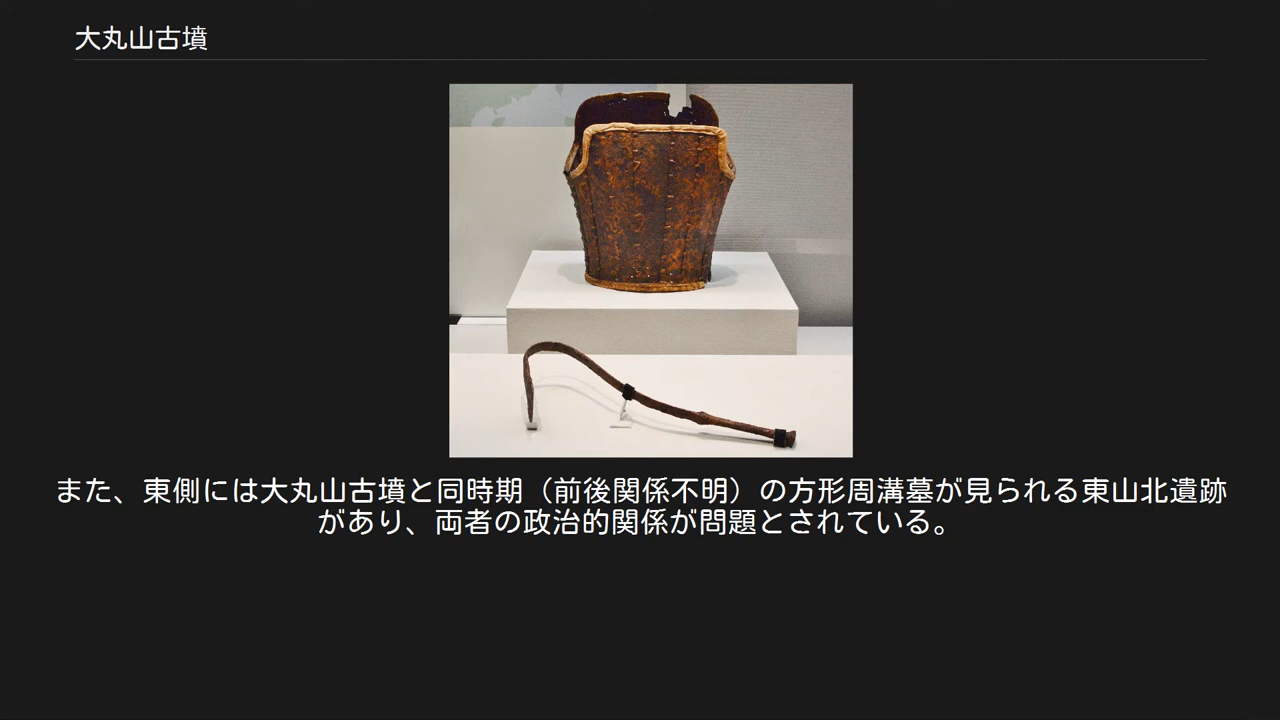 大丸山古墳
また、東側には大丸山古墳と同時期（前後関係不明）の方形周溝墓が見られる東山北遺跡
があり、両者の政治的関係が問題とされている。